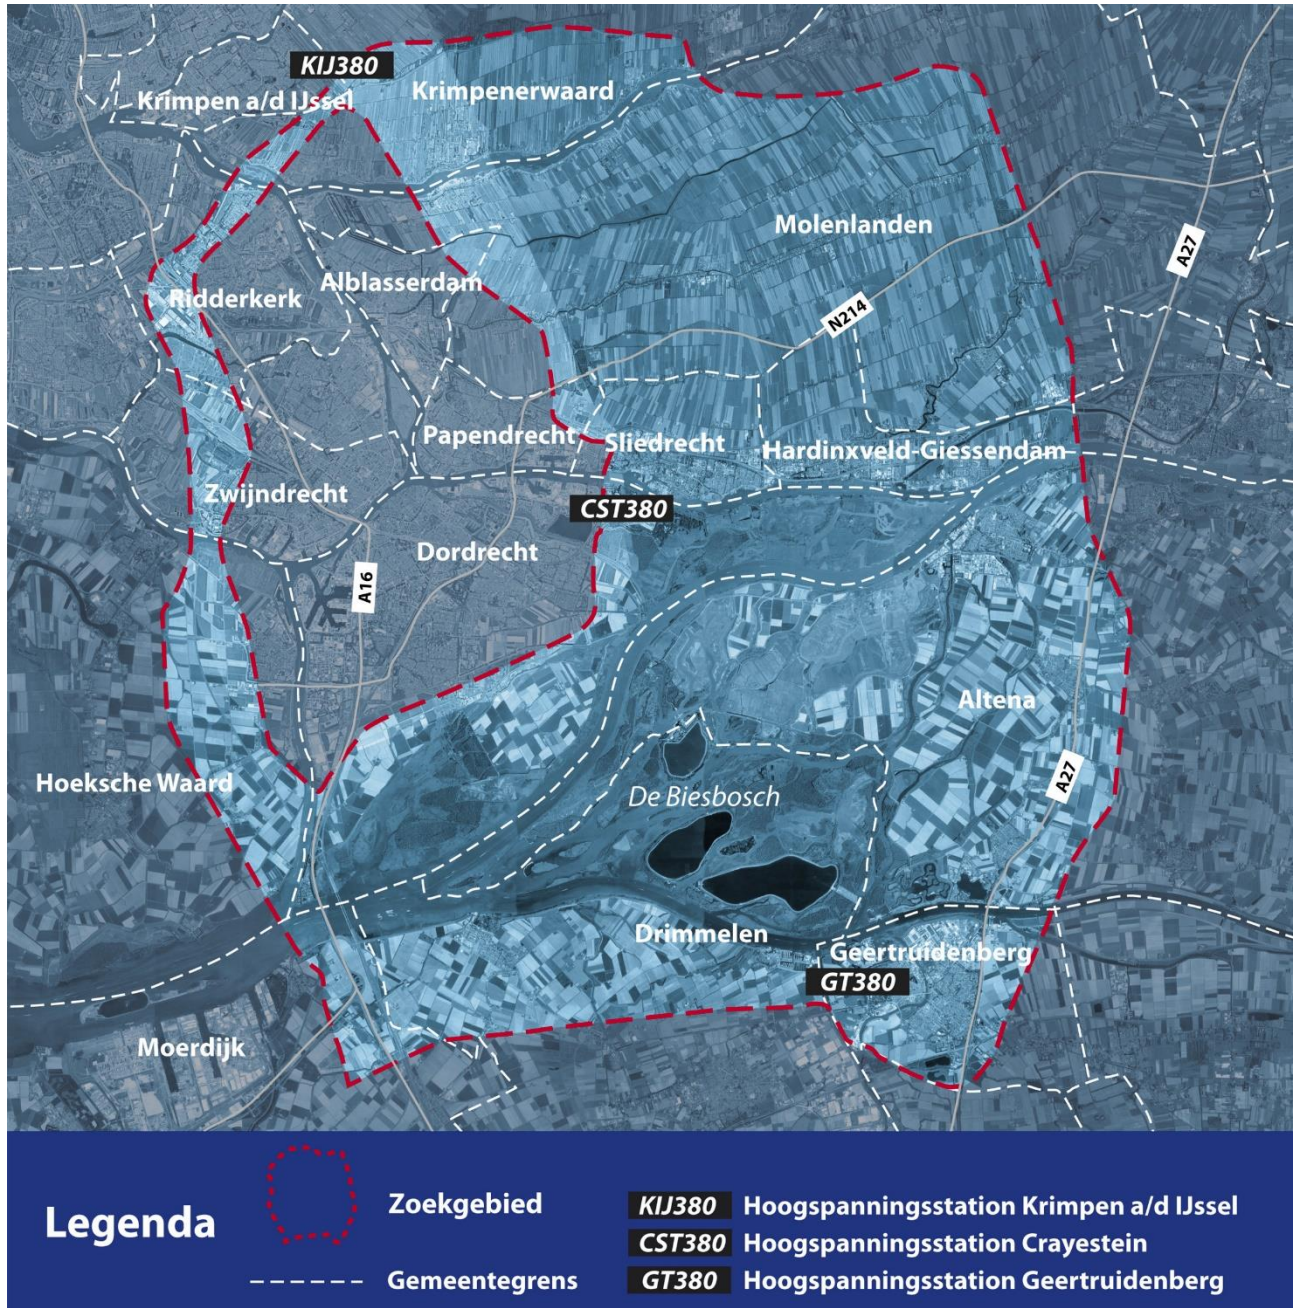 KIJ380
Krimpen a/d IJssel
Krimpenerwaard
Molenlanden
A27
Alblasserdam
Ridderkerk
N214
Papendrecht
Sliedrecht
Hardinxveld-Giessendam
Zwijndrecht
CST380
Dordrecht
A16
Altena
Hoeksche Waard
A27
De Biesbosch
Drimmelen
Geertruidenberg
GT380
Moerdijk
Legenda
Zoekgebied
Gemeentegrens
KIJ380 Hoogspanningsstation Krimpen a/d IJssel
CST380 Hoogspanningsstation Crayestein
GT380 Hoogspanningsstation Geertruidenberg